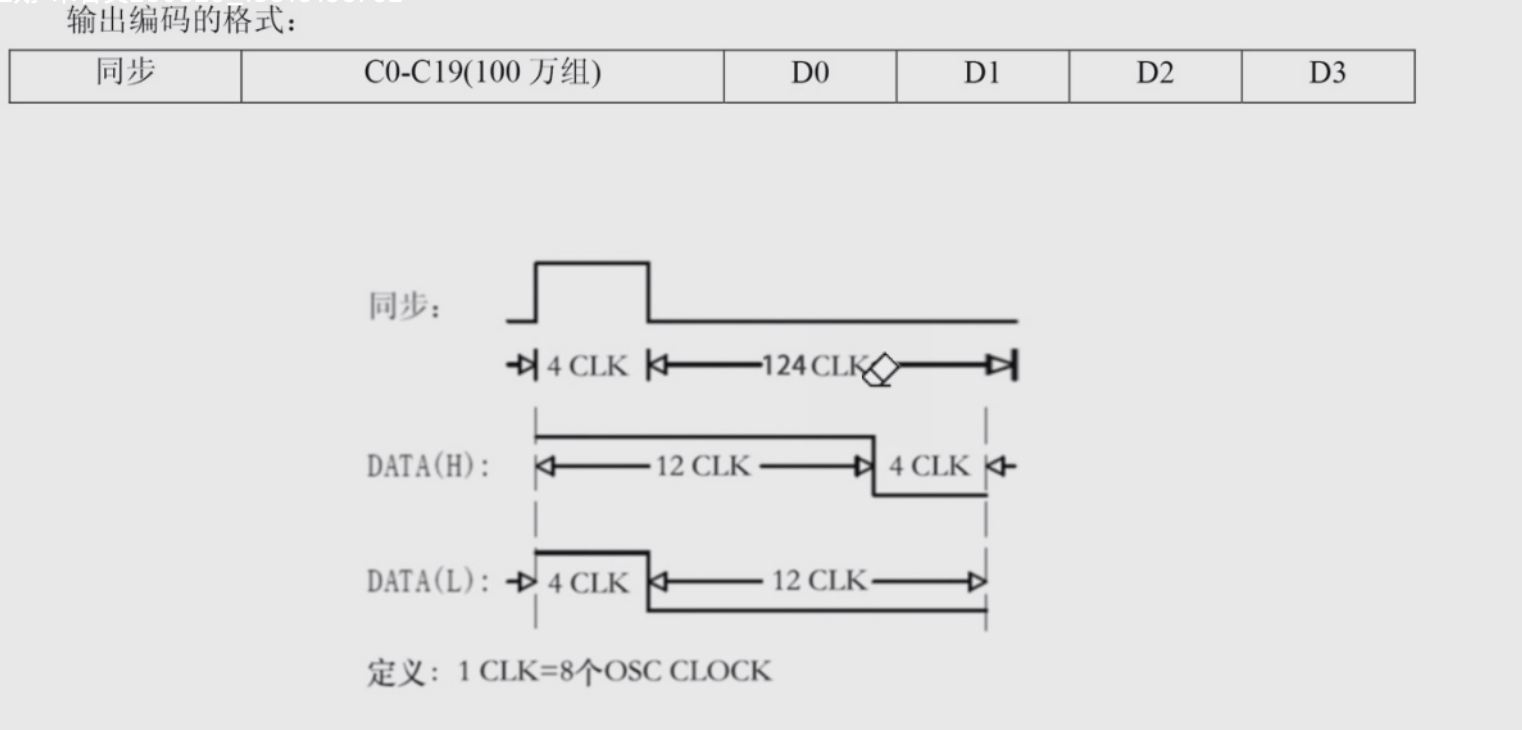 输出编码的格式：
同步 C0-C19(100 万组) D0 D1 D2 D3
同步：
4 CLK 124 CLK
DATA(H): 12 CLK 4 CLK
DATA(L): 4 CLK 12 CLK
定义：1 CLK=8个OSC CLOCK